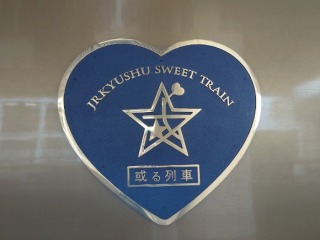 JRKYUSHU SWEET TRAIN
或る列車